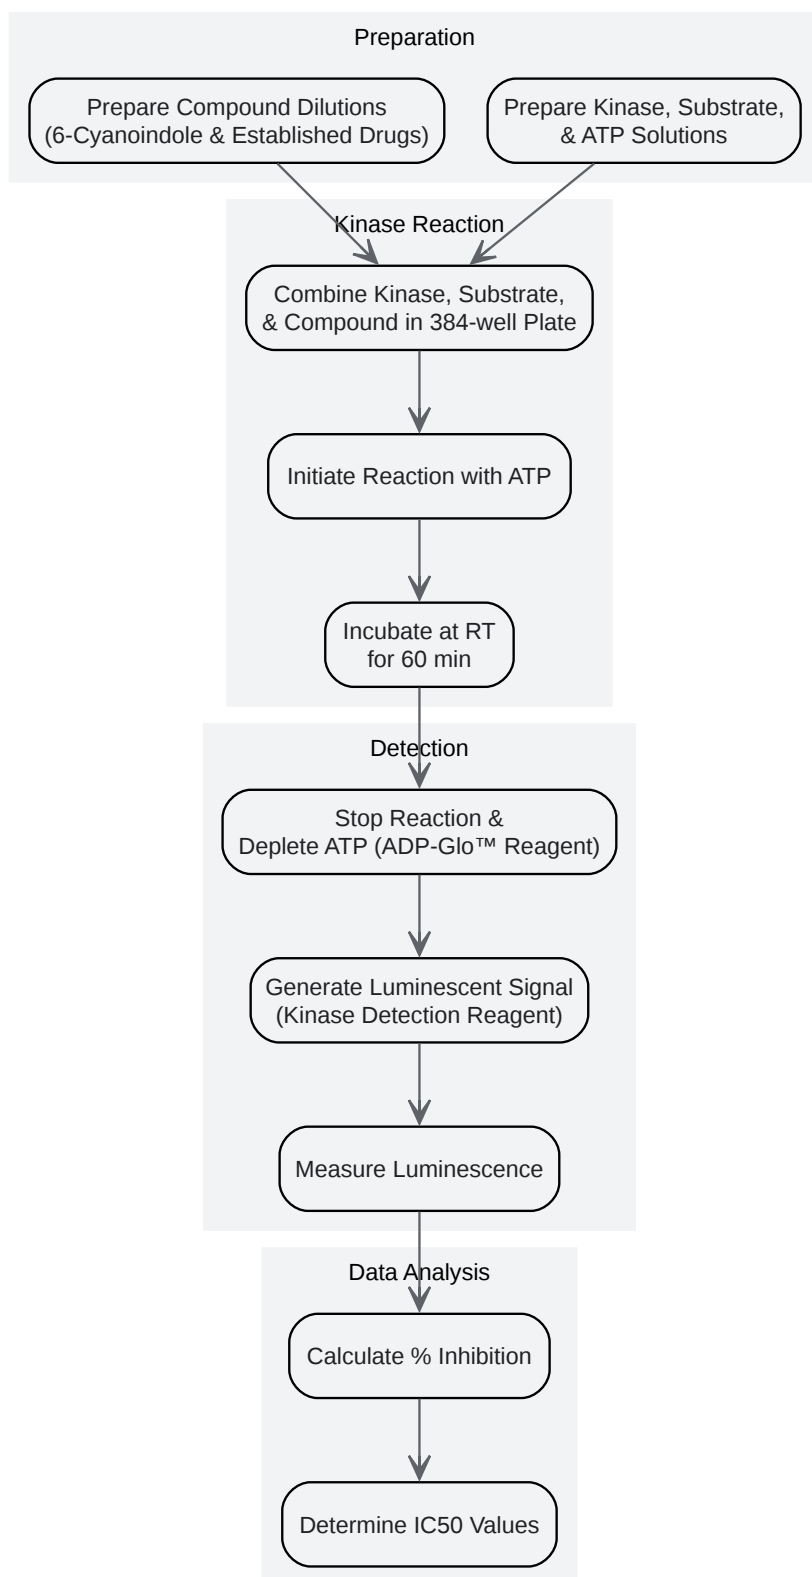 Preparation
Prepare Compound Dilutions
(6-Cyanoindole & Established Drugs)
Prepare Kinase, Substrate,
& ATP Solutions
Kinase Reaction
Combine Kinase, Substrate,
& Compound in 384-well Plate
Initiate Reaction with ATP
Incubate at RT
for 60 min
Detection
Stop Reaction &
Deplete ATP (ADP-Glo™ Reagent)
Generate Luminescent Signal
(Kinase Detection Reagent)
Measure Luminescence
Data Analysis
Calculate % Inhibition
Determine IC50 Values